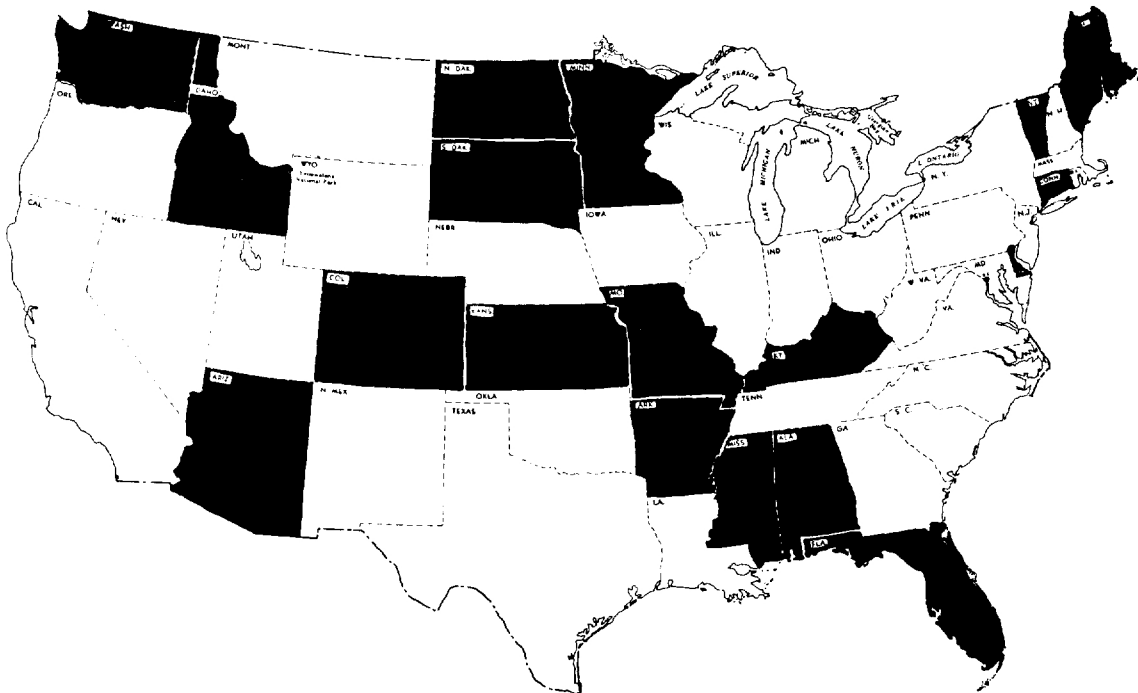 WASH
MONT
N. DAK
MINN
ORE
IDAHO
LAKE SUPERIOR
WIS
MICH
LAKE HURON
LAKE MICHIGAN
L. ONTARIO
N.Y.
VT
N.H.
MASS
CONN
S. DAK
WYO
Yellowstone
National Park
CAL
NEV
UTAH
NEBR
IOWA
ILL
IND
OHIO
LAKE ERIE
PENN
N.J.
MD
COL
KANS
MO
KY
W VA.
VA.
ARIZ
N. MEX
OKLA
TEXAS
ARK
TENN
N.C.
S.C.
MISS
ALA
GA
LA
FLA